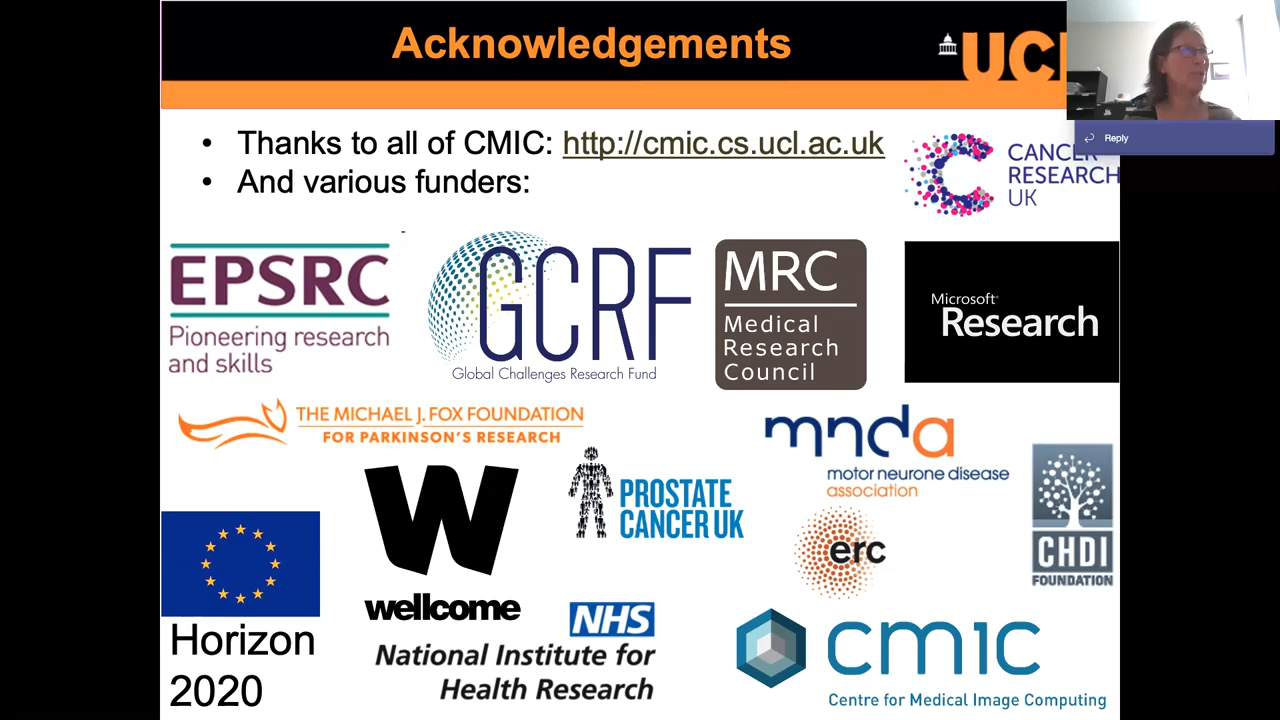 Acknowledgements
UCL
Reply
• Thanks to all of CMIC: http://cmic.cs.ucl.ac.uk
• And various funders:
CANCER
RESEARCH
UK
EPSRC
Pioneering research
and skills
GCRF
Global Challenges Research Fund
MRC
Medical
Research
Council
Microsoft®
Research
THE MICHAEL J. FOX FOUNDATION
FOR PARKINSON'S RESEARCH
mnda
motor neurone disease
association
W
wellcome
PROSTATE
CANCER UK
erc
CHDI
FOUNDATION
Horizon
2020
NHS
National Institute for
Health Research
cmic
Centre for Medical Image Computing